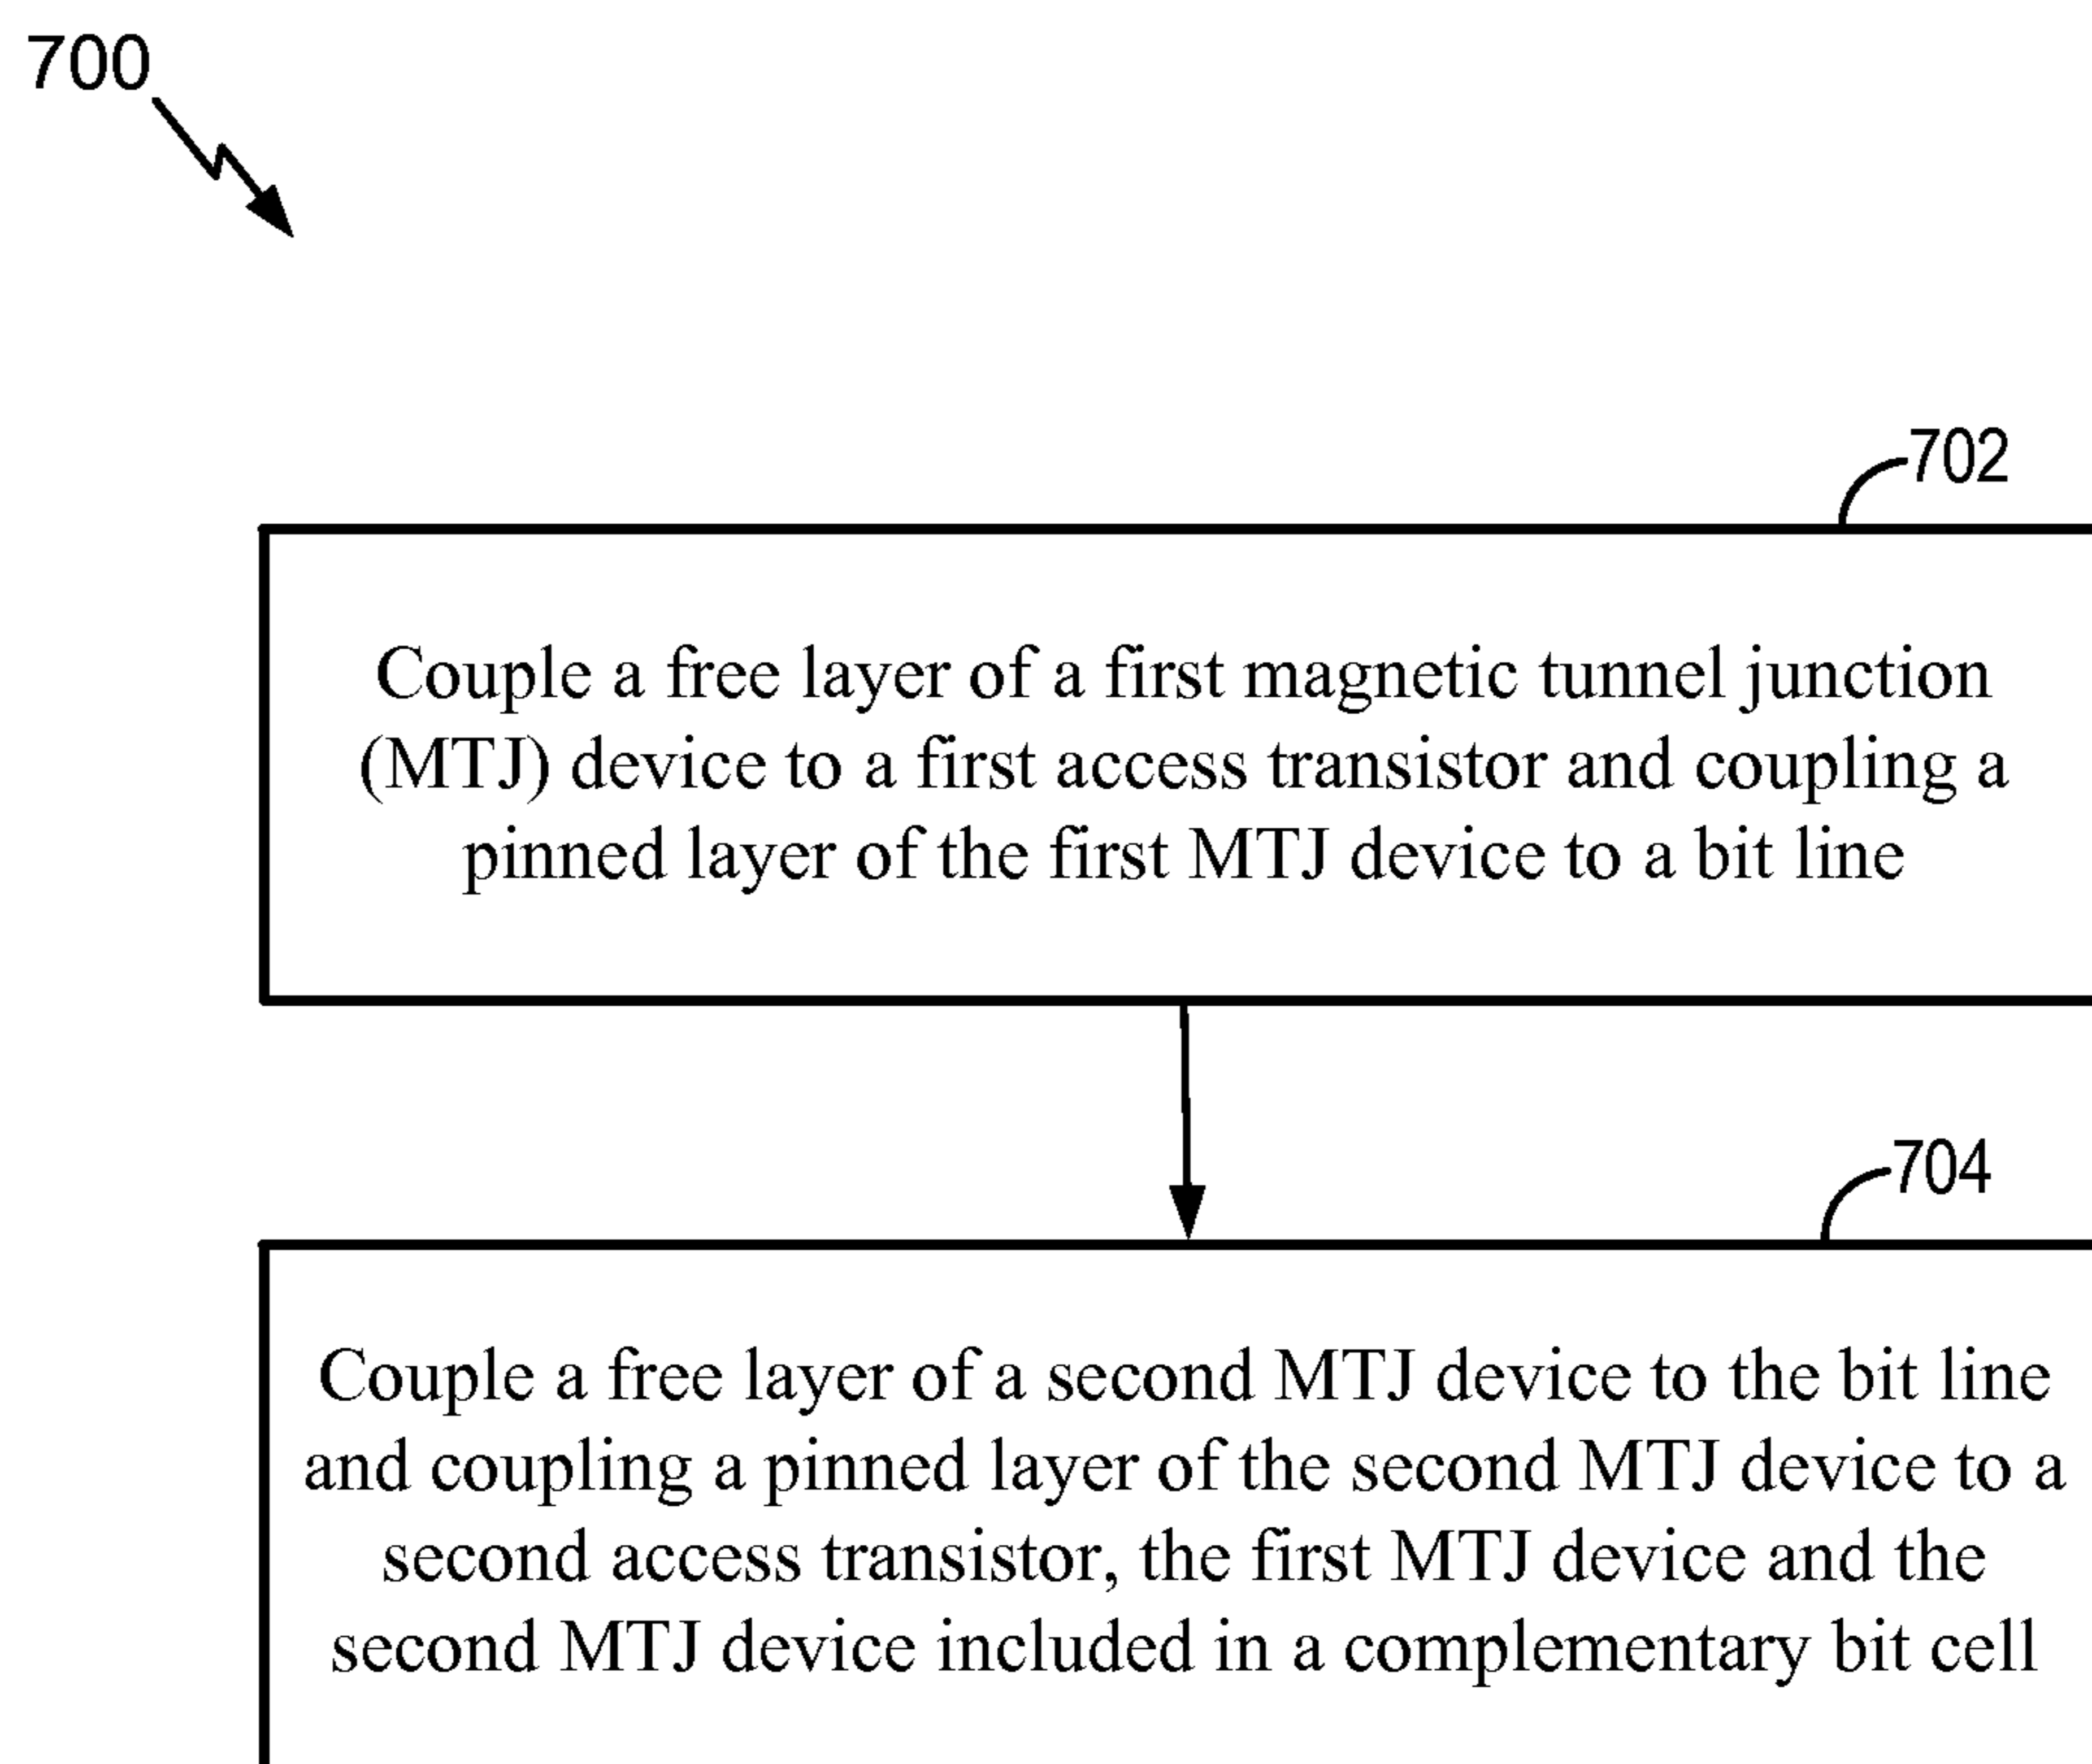 700
702
Couple a free layer of a first magnetic tunnel junction
(MTJ) device to a first access transistor and coupling a
pinned layer of the first MTJ device to a bit line
704
Couple a free layer of a second MTJ device to the bit line
and coupling a pinned layer of the second MTJ device to a
second access transistor, the first MTJ device and the
second MTJ device included in a complementary bit cell